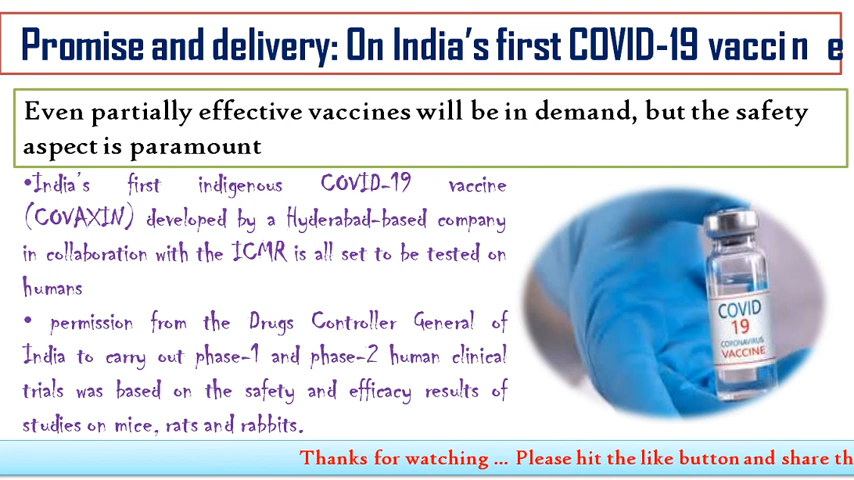 Promise and delivery: On India's first COVID-19 vaccin e
Even partially effective vaccines will be in demand, but the safety
aspect is paramount
•India's first indigenous COVID-19 vaccine
(COVAXIN) developed by a Hyderabad-based company
in collaboration with the ICMR is all set to be tested on
humans
• permission from the Drugs Controller General of
India to carry out phase-1 and phase-2 human clinical
trials was based on the safety and efficacy results of
studies on mice, rats and rabbits.
COVID
19
CORONAVIRUS
VACCINE
Thanks for watching ... Please hit the like button and share th